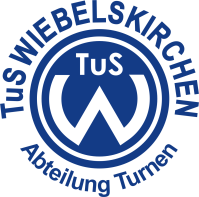 TuS WIEBELSKIRCHEN
TuS
W
Abteilung Turnen